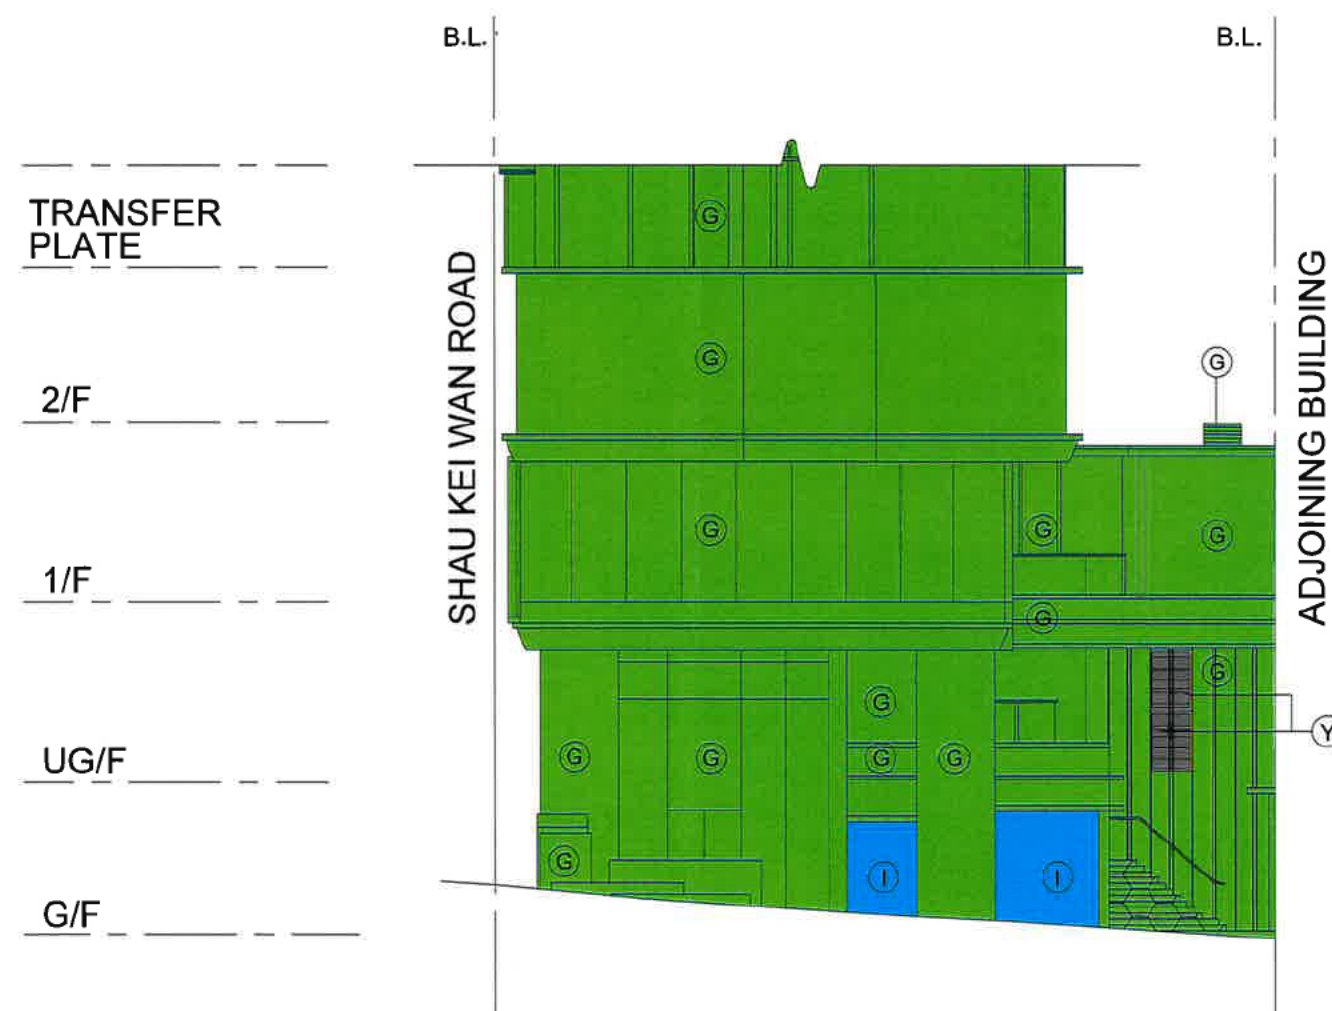 B.L.
B.L.
TRANSFER
PLATE
G
SHAU KEI WAN ROAD
ADJOINING BUILDING
G
G
2/F
G
G
G
1/F
G
G
G
Y
UG/F
G
G
G
G
G
I
I
G/F